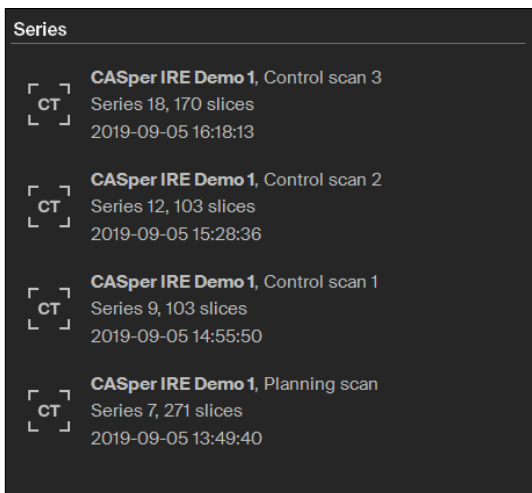 Series
CASper IRE Demo 1, Control scan 3
CT
Series 18, 170 slices
2019-09-05 16:18:13
CASper IRE Demo 1, Control scan 2
CT
Series 12, 103 slices
2019-09-05 15:28:36
CASper IRE Demo 1, Control scan 1
CT
Series 9, 103 slices
2019-09-05 14:55:50
CASper IRE Demo 1, Planning scan
CT
Series 7, 271 slices
2019-09-05 13:49:40